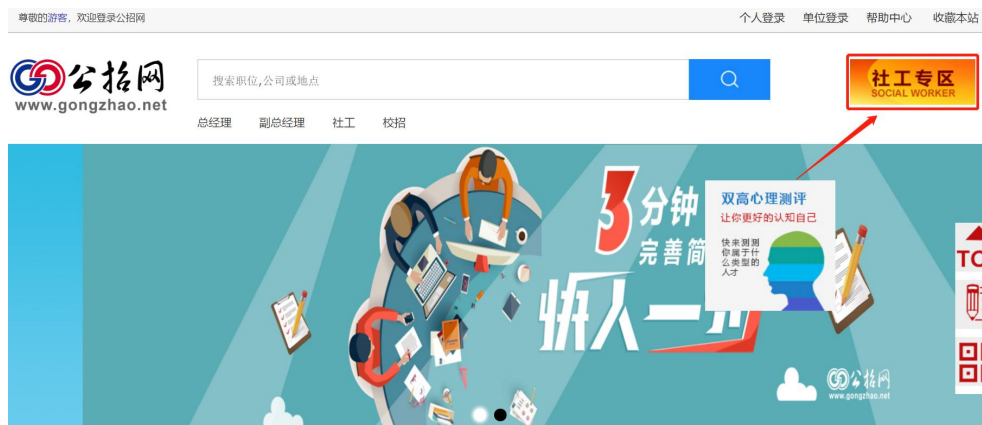 尊敬的游客，欢迎登录公招网
个人登录 单位登录 帮助中心 收藏本站
公招网
www.gongzhao.net
搜索职位,公司或地点
社工专区
SOCIAL WORKER
总经理 副总经理 社工 校招
3分钟
完善简
快人一
双高心理测评
让你更好的认知自己
快来测测
你属于什
么类型的
人才
公招网
www.gongzhao.net